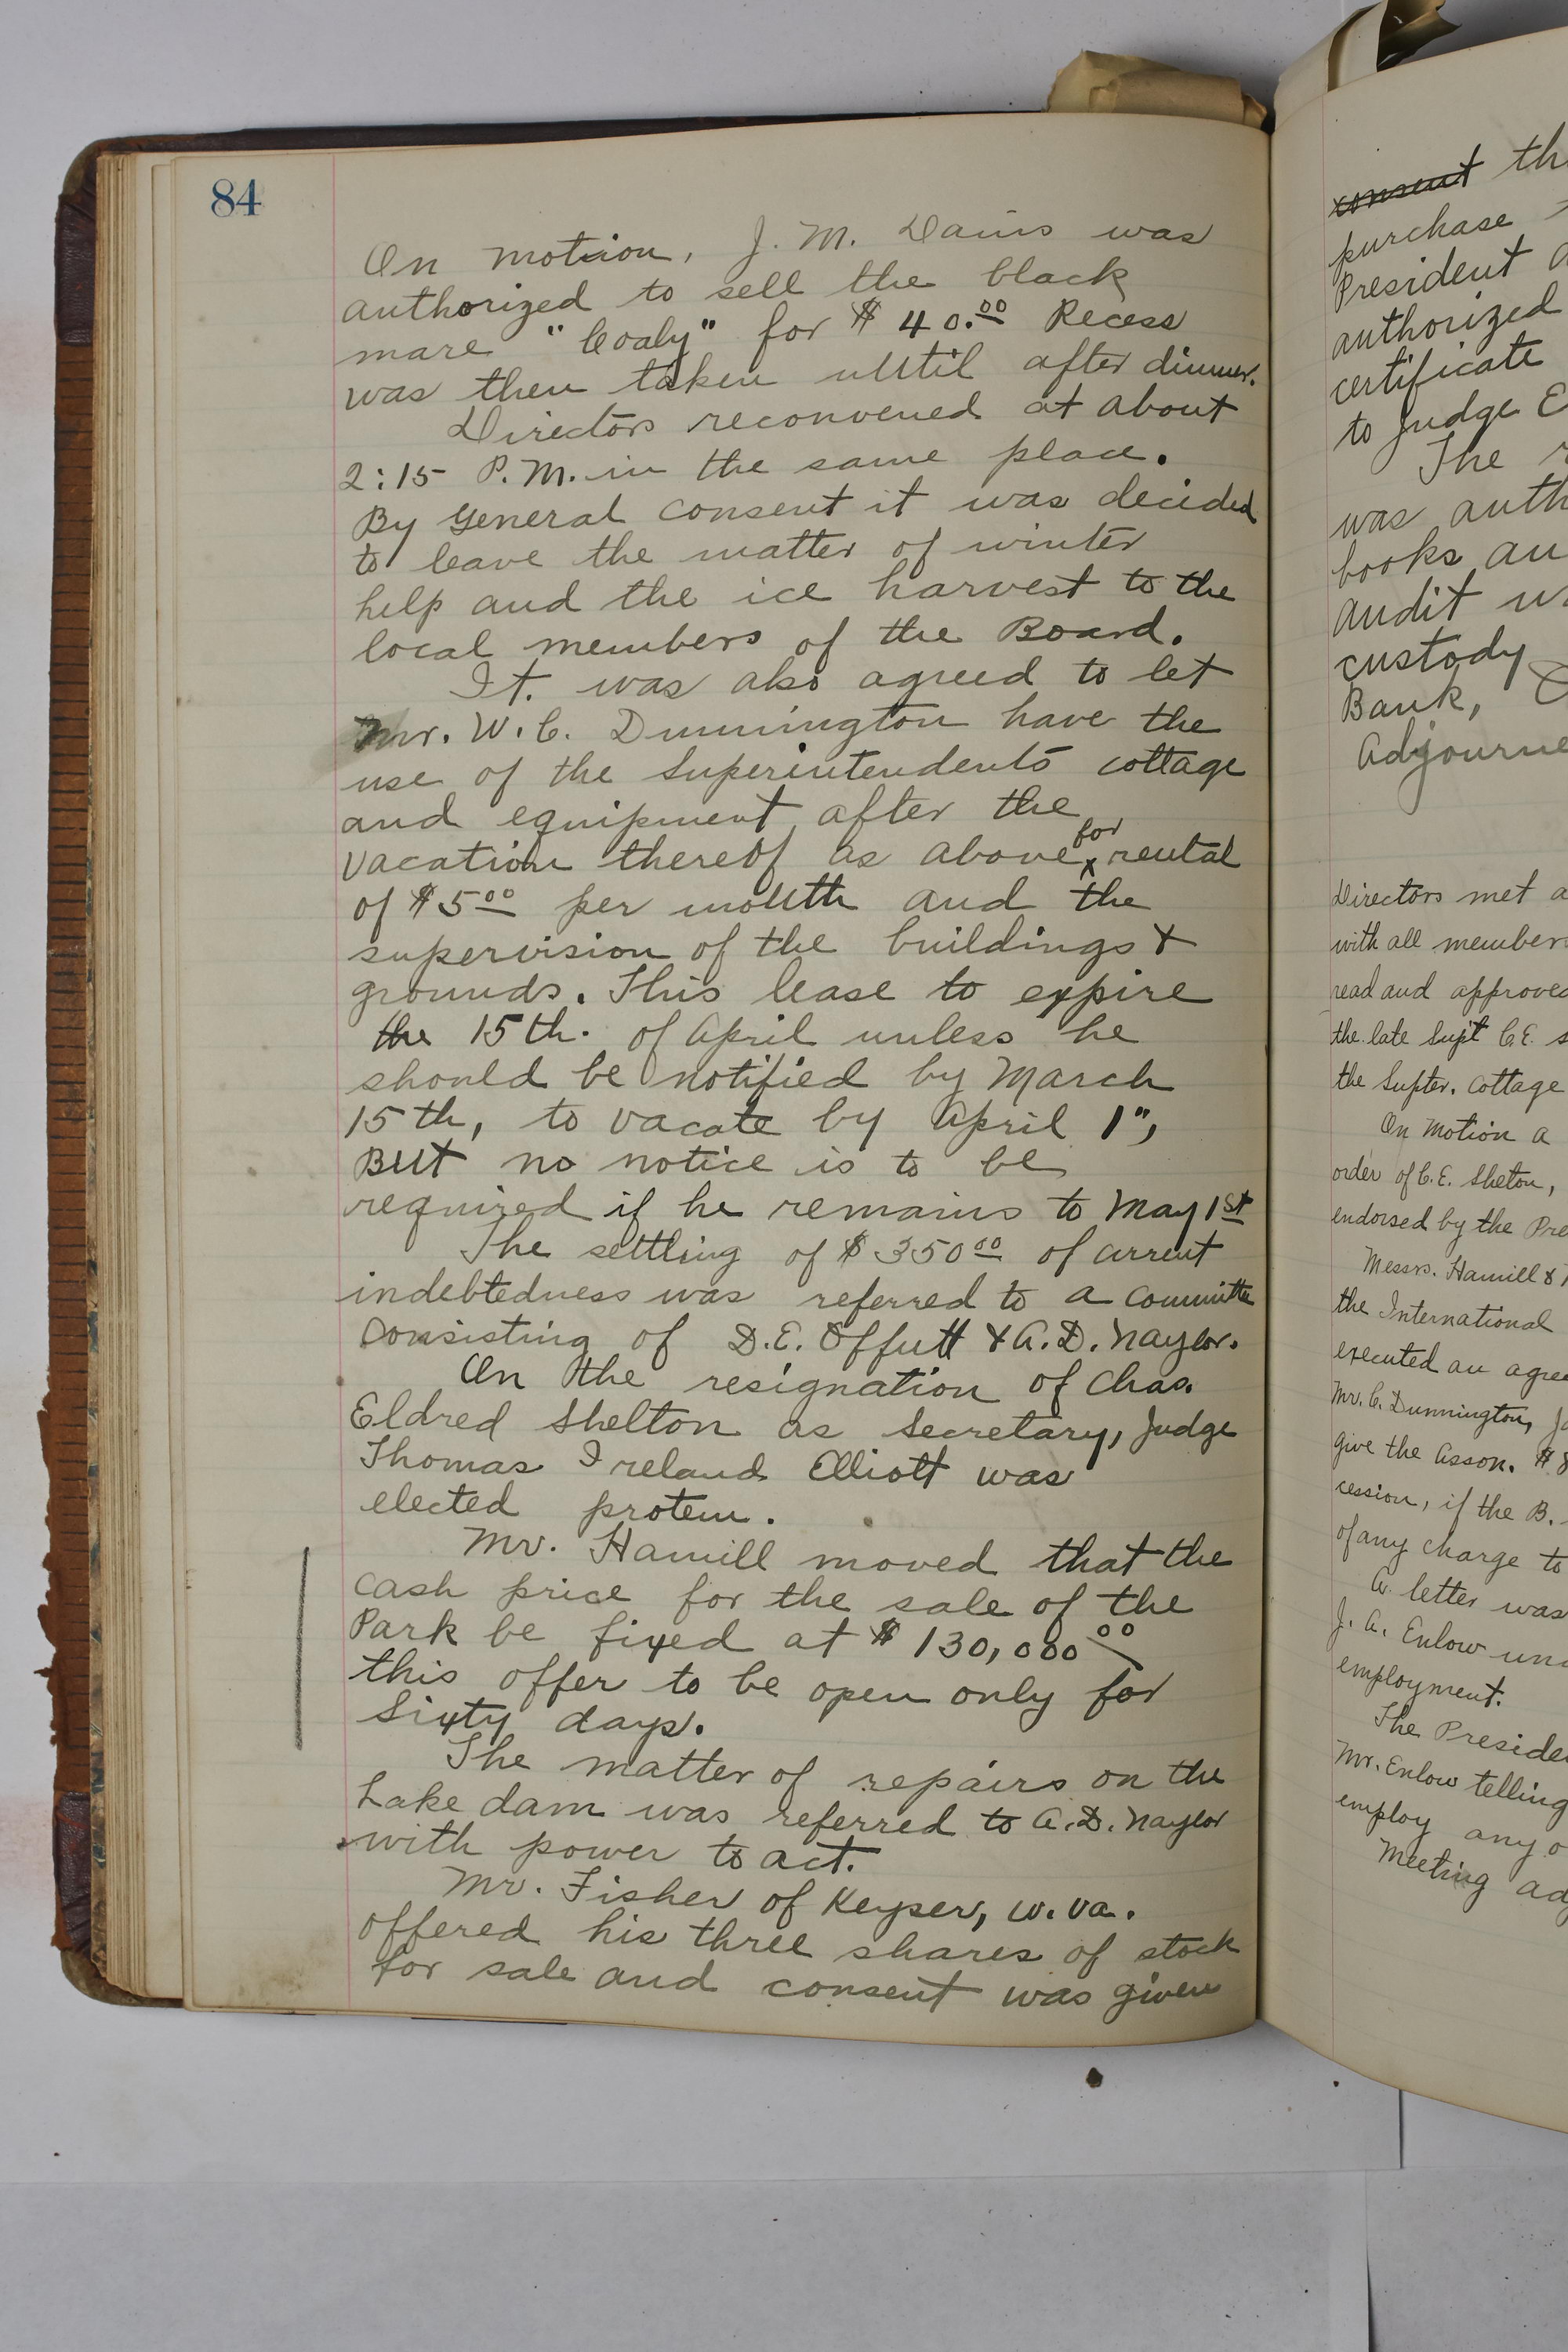 84
On motion, J. M. Davis was
authorized to sell the black
mare "Coaly" for $40.00 Recess
was then taken until after dinner.
Directors reconvened at about
2:15 P.M. in the same place.
By General consent it was decided
to leave the matter of winter
help and the ice harvest to the
local members of the Board.
It. was also agreed to let
Mr. W. C. Dunnington have the
use of the Superintendents cottage
and equipment after the
vacation thereof as above for rental
of $5 00 per month and the
supervision of the buildings &
grounds. This lease to expire
the 15th. of April unless he
should be notified by March
15th, to vacate by April 1",
But no notice is to be
required if he remains to May 1st
The settling of $350 00 of current
indebtedness was referred to a committee
consisting of D.E. Offutt & A.D. Naylor.
On the resignation of Chas.
Eldred Shelton as Secretary, Judge
Thomas Ireland Elliott was
elected protem.
Mr. Hamill moved that the
cash price for the sale of the
Park be fixed at $130,000 00
this offer to be open only for
Sixty days.
The matter of repairs on the
Lake dam was referred to A.D. Naylor
with power to act.
Mr. Fisher of Keyser, W. Va.
offered his three shares of stock
for sale and consent was given
consent th
purchase
President a
authorized
certificate
to Judge E
The
was auth
books an
audit w
custody
Bank,
Adjourne
Directors met a
with all member
read and approved
the late Supt C.E. s
the Supter. Cottage
On Motion a
order of C.E. Shelton,
endorsed by the Pre
Messrs. Hamill &
the International
executed an agree
Mr. C. Dunnington, Ja
give the Asson. $8
cession, if the B.
of any charge to
A letter was
J. A. Enlow und
employment.
The Preside
Mr. Enlow telling
employ any o
Meeting ad